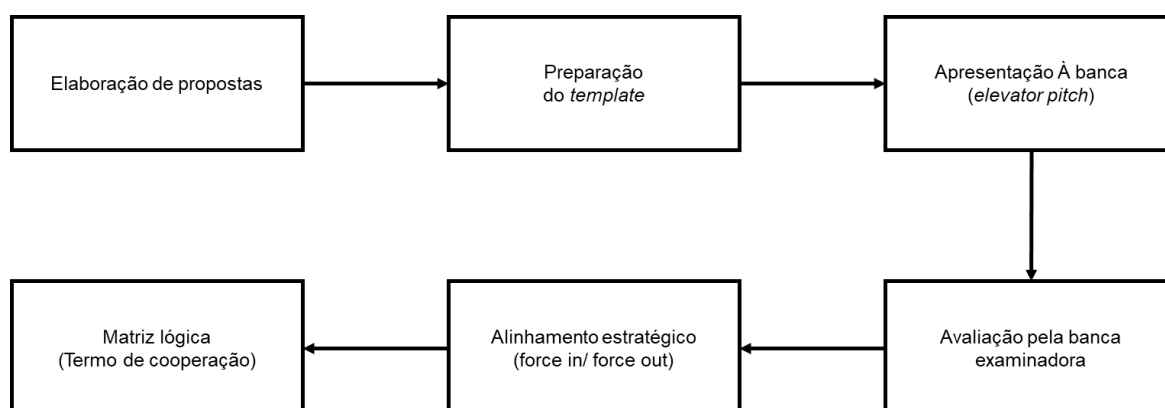 Elaboração de propostas
Preparação
do template
Apresentação À banca
(elevator pitch)
Avaliação pela banca
examinadora
Alinhamento estratégico
(force in/ force out)
Matriz lógica
(Termo de cooperação)